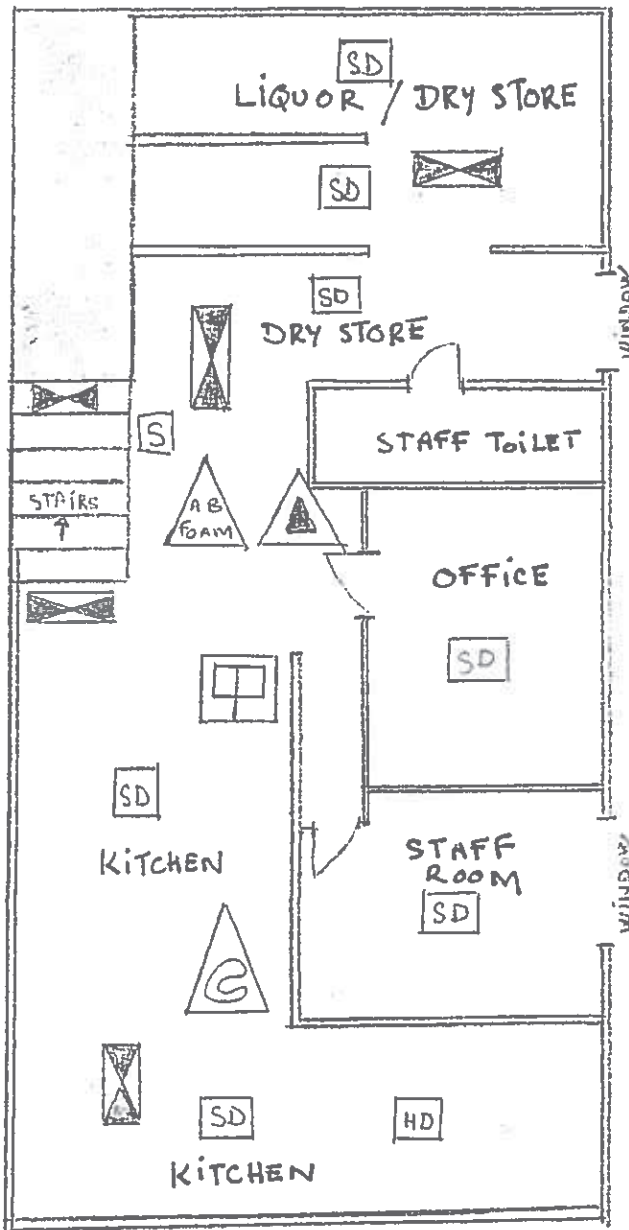 SD
LiQUOR / DRY STORE
SD
SD
DRY STORE
WINDOW
S
STAFF TOiLET
STAIRS
A B
FOAM
OFFiCE
SD
SD
KiTCHEN
STAFF
ROOM
SD
WINDOW
SD
HD
KiTCHEN